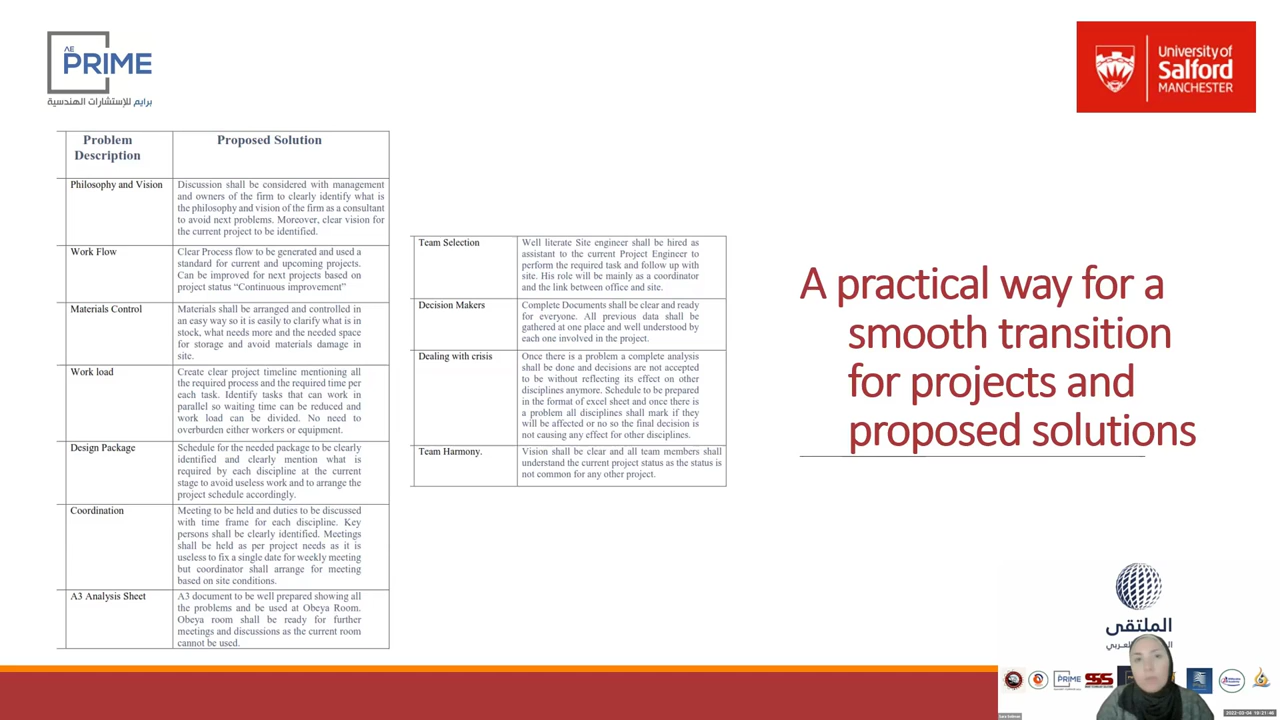 AE
PRIME
برايم للإستشارات الهندسية
University of
Salford
MANCHESTER
Problem
Description
Proposed Solution
Philosophy and Vision
Discussion shall be considered with management
and owners of the firm to clearly identify what is
the philosophy and vision of the firm as a consultant
to avoid next problems. Moreover, clear vision for
the current project to be identified.
Work Flow
Clear Process flow to be generated and used a
standard for current and upcoming projects.
Can be improved for next projects based on
project status “Continuous improvement”
Materials Control
Materials shall be arranged and controlled in
an easy way so it is easily to clarify what is in
stock, what needs more and the needed space
for storage and avoid materials damage in
site.
Work load
Create clear project timeline mentioning all
the required process and the required time per
each task. Identify tasks that can work in
parallel so waiting time can be reduced and
work load can be divided. No need to
overburden either workers or equipment.
Design Package
Schedule for the needed package to be clearly
identified and clearly mention what is
required by each discipline at the current
stage to avoid useless work and to arrange the
project schedule accordingly.
Coordination
Meeting to be held and duties to be discussed
with time frame for each discipline. Key
persons shall be clearly identified. Meetings
shall be held as per project needs as it is
useless to fix a single date for weekly meeting
but coordinator shall arrange for meeting
based on site conditions.
A3 Analysis Sheet
A3 document to be well prepared showing all
the problems and be used at Obeya Room.
Obeya room shall be ready for further
meetings and discussions as the current room
cannot be used.
Team Selection
Well literate Site engineer shall be hired as
assistant to the current Project Engineer to
perform the required task and follow up with
site. His role will be mainly as a coordinator
and the link between office and site.
Decision Makers
Complete Documents shall be clear and ready
for everyone. All previous data shall be
gathered at one place and well understood by
each one involved in the project.
Dealing with crisis
Once there is a problem a complete analysis
shall be done and decisions are not accepted
to be without reflecting its effect on other
disciplines anymore. Schedule to be prepared
in the format of excel sheet and once there is
a problem all disciplines shall mark if they
will be affected or no so the final decision is
not causing any effect for other disciplines.
Team Harmony.
Vision shall be clear and all team members shall
understand the current project status as the status is
not common for any other project.
A practical way for a
smooth transition
for projects and
proposed solutions
الملتقى
PRIME
SSS
2022-03-04 19:21:46